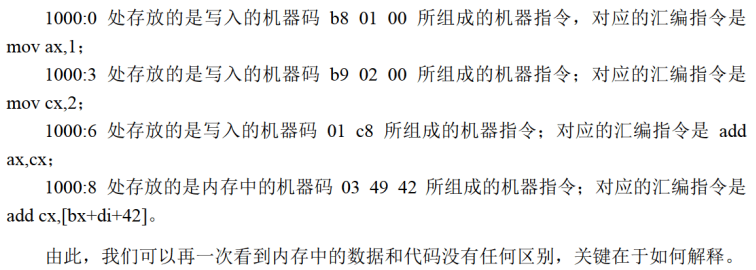 1000:0 处存放的是写入的机器码 b8 01 00 所组成的机器指令，对应的汇编指令是
mov ax,1；
1000:3 处存放的是写入的机器码 b9 02 00 所组成的机器指令；对应的汇编指令是
mov cx,2；
1000:6 处存放的是写入的机器码 01 c8 所组成的机器指令；对应的汇编指令是 add
ax,cx；
1000:8 处存放的是内存中的机器码 03 49 42 所组成的机器指令；对应的汇编指令是
add cx,[bx+di+42]。
由此，我们可以再一次看到内存中的数据和代码没有任何区别，关键在于如何解释。